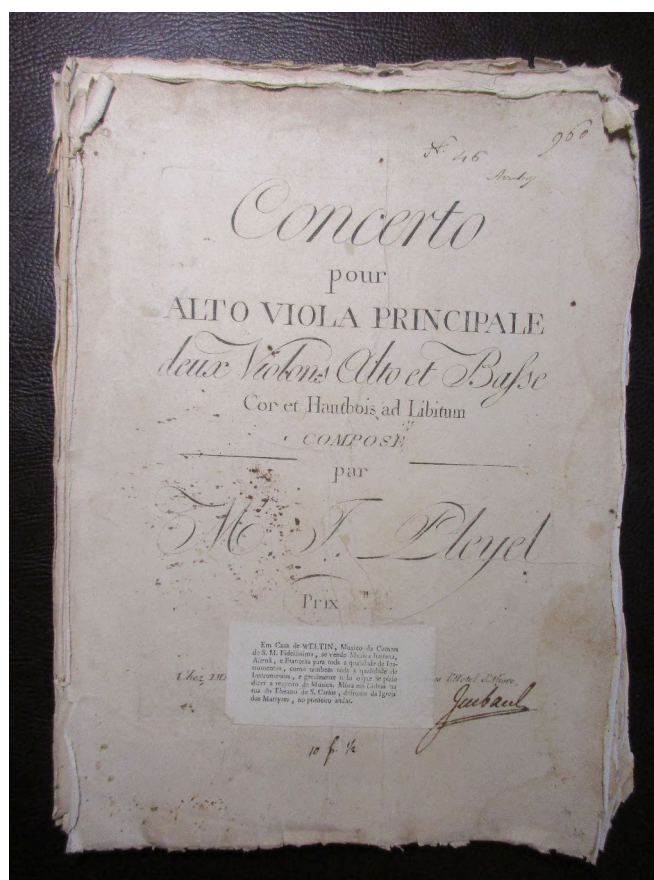 N.º 46
960
Concerto
pour
ALTO VIOLA PRINCIPALE
deux Violons Alto et Basse
Cor et Hautbois ad Libitum
COMPOSÉ
par
M J. Pleyel
Prix
Em Casa de WELTIN, Musico da Camara
de S. M. Fidelissima, se vende Musica Italiana,
Alemã, e Franceza para toda a qualidade de Ins-
trumentos, como tambem toda a qualidade de
Instrumentos, e geralmente tudo o que se póde
dizer a respeito de Musica. Mora em Lisboa na
rua do Theatro de S. Carlos, defronte da Igreja
dos Martyres, no primeiro andar.
Chez
10 fr. ½